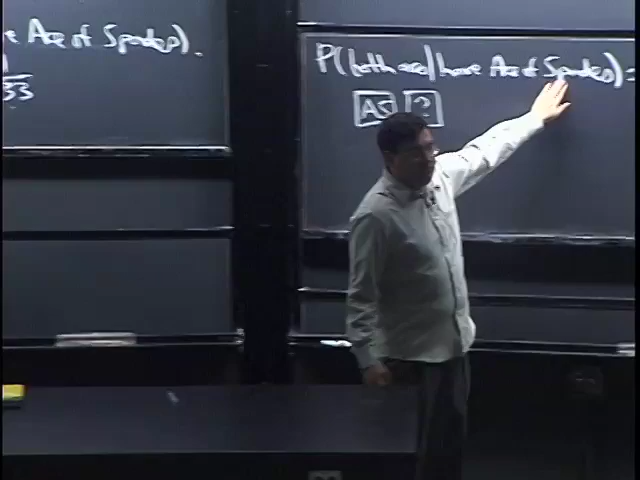 e Ace of Spades).
33
P(both aces|have Ace of Spades) =
AS ?